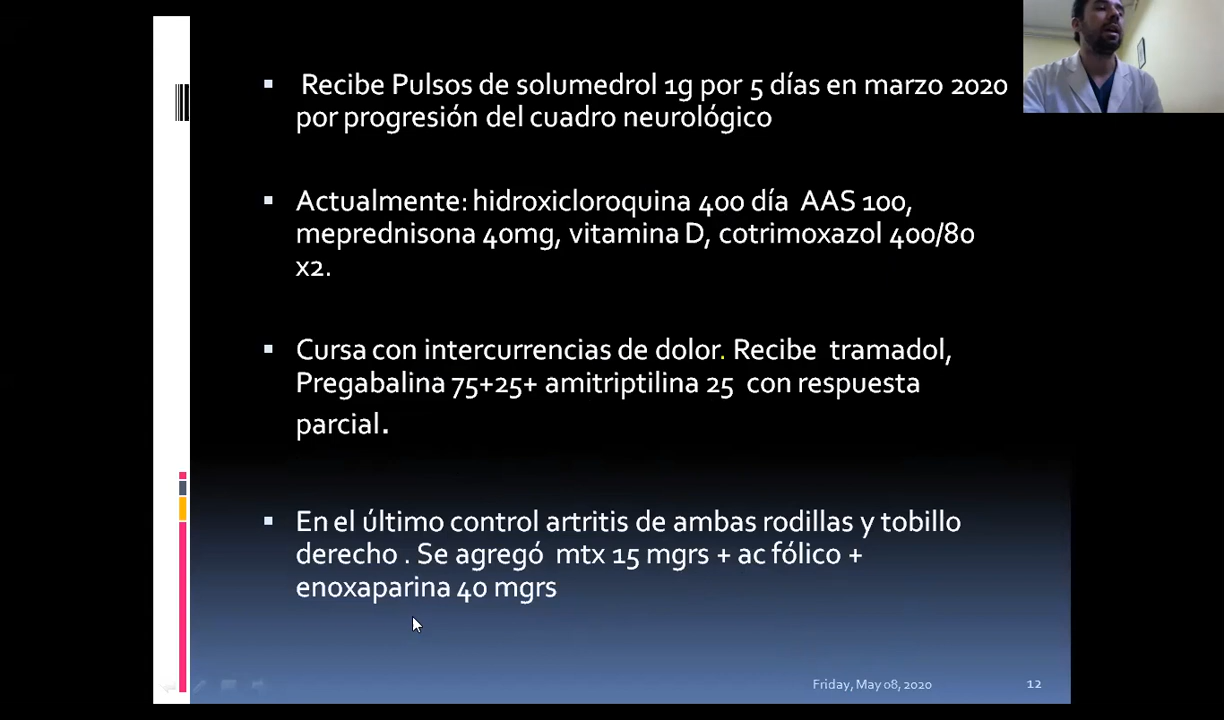 Recibe Pulsos de solumedrol 1g por 5 días en marzo 2020
por progresión del cuadro neurológico
Actualmente: hidroxicloroquina 400 día AAS 100,
meprednisona 40mg, vitamina D, cotrimoxazol 400/80
x2.
Cursa con intercurrencias de dolor. Recibe tramadol,
Pregabalina 75+25+ amitriptilina 25 con respuesta
parcial.
En el último control artritis de ambas rodillas y tobillo
derecho . Se agregó mtx 15 mgrs + ac fólico +
enoxaparina 40 mgrs
Friday, May 08, 2020 12